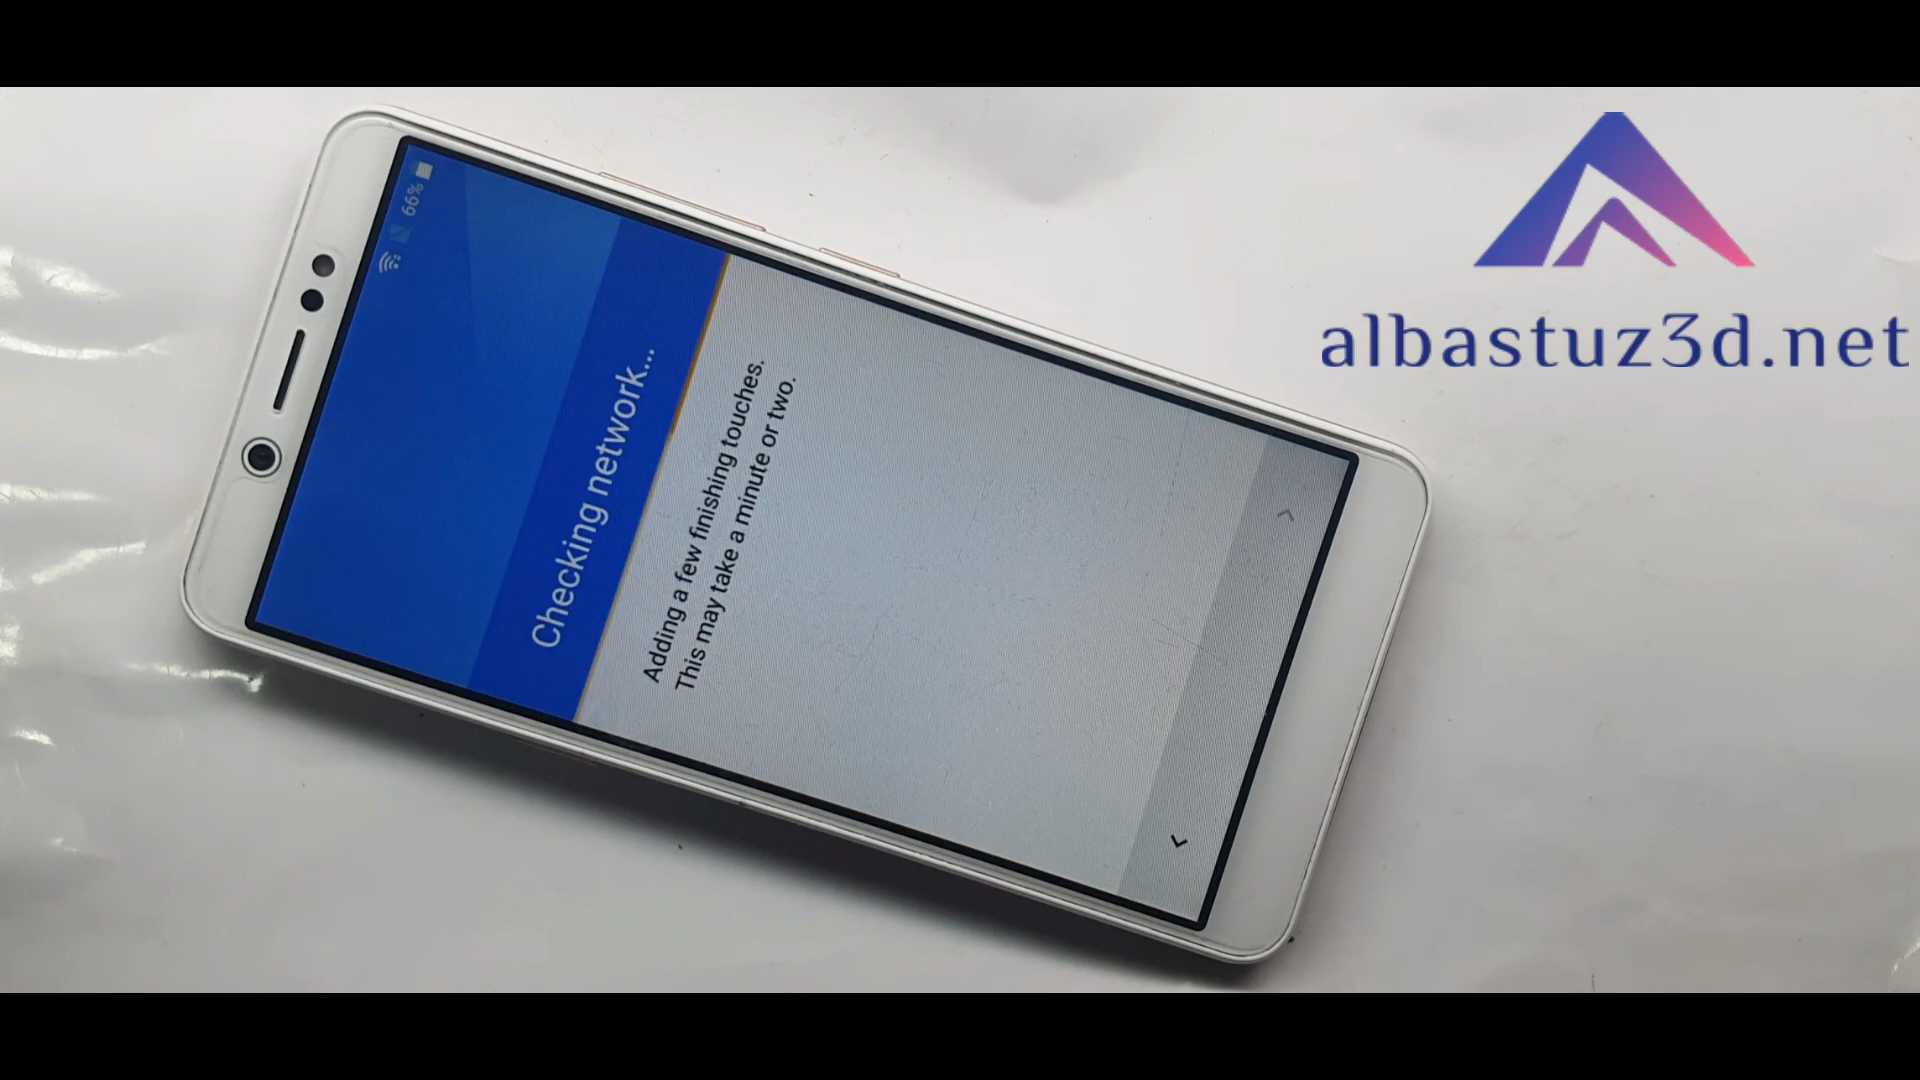 66%
Checking network...
Adding a few finishing touches.
This may take a minute or two.
albastuz3d.net